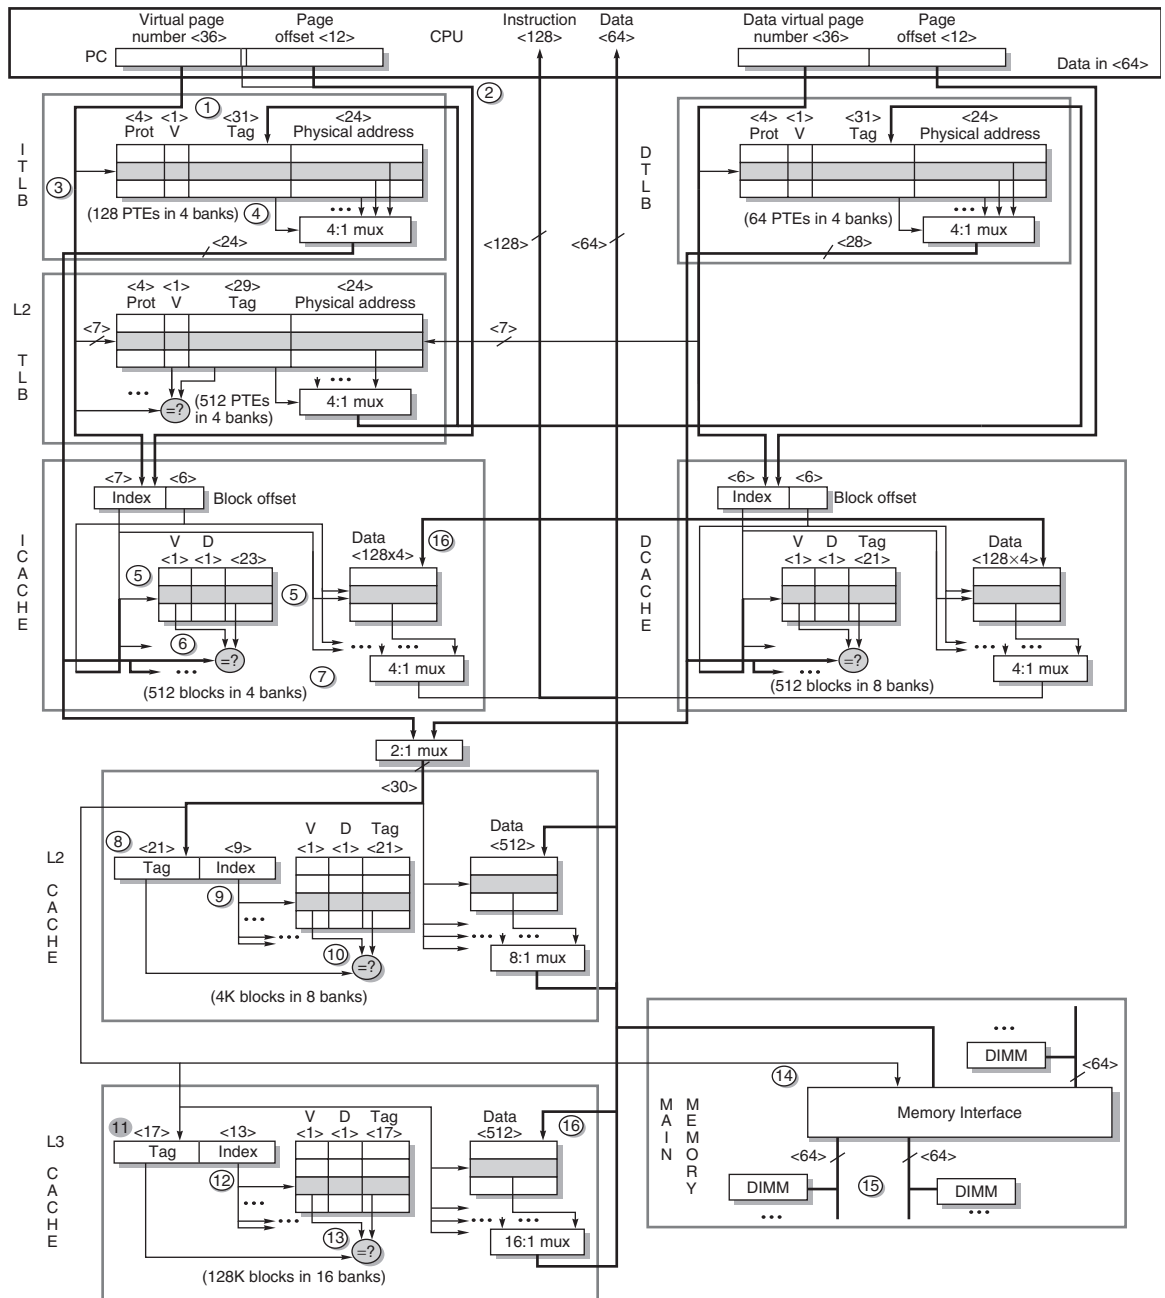 Virtual page number <36>
Page offset <12>
CPU
Instruction <128>
Data <64>
Data virtual page number <36>
Page offset <12>
PC
Data in <64>
1
2
I T L B
<4> Prot
<1> V
<31> Tag
<24> Physical address
3
(128 PTEs in 4 banks)
4
...
4:1 mux
<24>
<128>
<64>
D T L B
<4> Prot
<1> V
<31> Tag
<24> Physical address
(64 PTEs in 4 banks)
...
4:1 mux
<28>
L2 T L B
<4> Prot
<1> V
<29> Tag
<24> Physical address
<7>
<7>
...
=?
(512 PTEs in 4 banks)
...
4:1 mux
I C A C H E
<7>
<6>
Index
Block offset
V <1>
D <1>
<23>
Data <128x4>
16
5
5
6
=?
...
7
...
...
4:1 mux
(512 blocks in 4 banks)
D C A C H E
<6>
<6>
Index
Block offset
V <1>
D <1>
Tag <21>
Data <128×4>
=?
...
...
...
4:1 mux
(512 blocks in 8 banks)
2:1 mux
<30>
L2 C A C H E
8
<21>
<9>
Tag
Index
V <1>
D <1>
Tag <21>
Data <512>
9
...
...
10
=?
...
...
8:1 mux
(4K blocks in 8 banks)
L3 C A C H E
11
<17>
<13>
Tag
Index
V <1>
D <1>
Tag <17>
Data <512>
16
12
...
...
13
=?
...
...
16:1 mux
(128K blocks in 16 banks)
M A I N
M E M O R Y
...
DIMM
<64>
14
Memory Interface
<64>
<64>
DIMM
...
15
DIMM
...